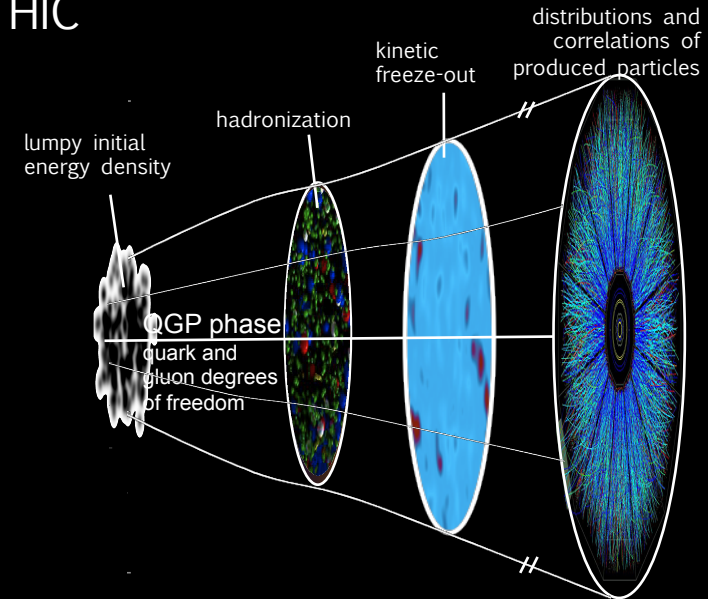 HIC
distributions and
correlations of
produced particles
kinetic
freeze-out
hadronization
lumpy initial
energy density
QGP phase
quark and
gluon degrees
of freedom